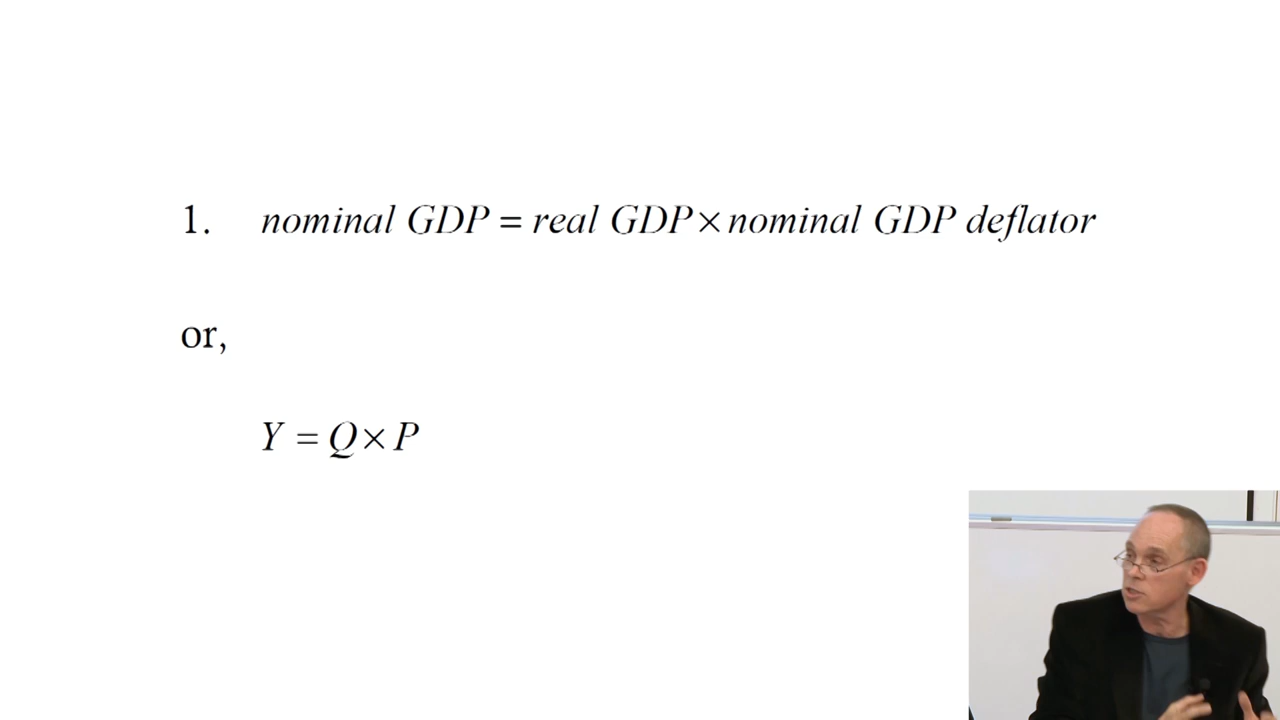 1. nominal GDP = real GDP × nominal GDP deflator
or,
Y = Q × P